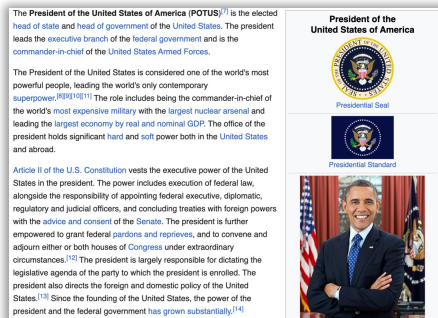 The President of the United States of America (POTUS)[7] is the elected
head of state and head of government of the United States. The president
leads the executive branch of the federal government and is the
commander-in-chief of the United States Armed Forces.
The President of the United States is considered one of the world's most
powerful people, leading the world's only contemporary
superpower.[8][9][10][11] The role includes being the commander-in-chief of
the world's most expensive military with the largest nuclear arsenal and
leading the largest economy by real and nominal GDP. The office of the
president holds significant hard and soft power both in the United States
and abroad.
Article II of the U.S. Constitution vests the executive power of the United
States in the president. The power includes execution of federal law,
alongside the responsibility of appointing federal executive, diplomatic,
regulatory and judicial officers, and concluding treaties with foreign powers
with the advice and consent of the Senate. The president is further
empowered to grant federal pardons and reprieves, and to convene and
adjourn either or both houses of Congress under extraordinary
circumstances.[12] The president is largely responsible for dictating the
legislative agenda of the party to which the president is enrolled. The
president also directs the foreign and domestic policy of the United
States.[13] Since the founding of the United States, the power of the
president and the federal government has grown substantially.[14]
President of the
United States of America
Presidential Seal
Presidential Standard